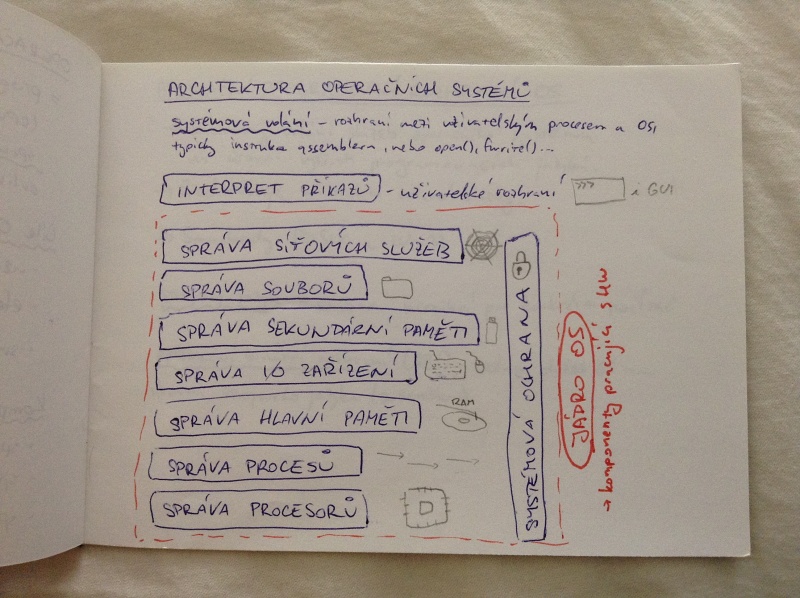 ARCHITEKTURA OPERAČNÍCH SYSTÉMŮ
systémová volání - rozhraní mezi uživatelským procesem a OS,
typicky instrukce assembleru, nebo open(), fwrite()...
INTERPRET PŘÍKAZŮ - uživatelské rozhraní >>> i GUI
SPRÁVA SÍŤOVÝCH SLUŽEB
SPRÁVA SOUBORŮ
SPRÁVA SEKUNDÁRNÍ PAMĚTI
SPRÁVA I/O ZAŘÍZENÍ
SPRÁVA HLAVNÍ PAMĚTI RAM
SPRÁVA PROCESŮ
SPRÁVA PROCESORŮ
SYSTÉMOVÁ OCHRANA
JÁDRO OS
→ komponenty pracující s HW